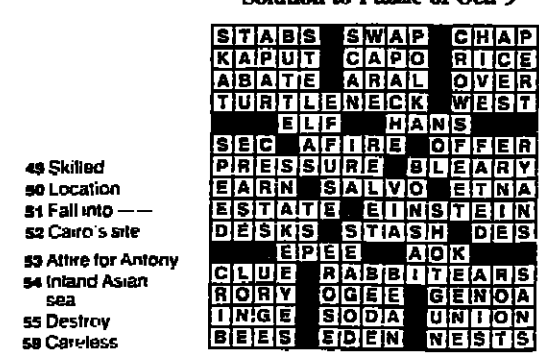 Solution to Puzzle of
STABS SWAP CHAP
KAPUT CAPO RICE
ABATE ARAL OVER
TURTLENECK WEST
ELF HANS
SEC AFIRE OFFER
PRESSURE BLEARY
EARN SALVO ETNA
ESTATE EINSTEIN
DESKS STASH DES
EPEE AOK
CLUE RABBITEARS
RORY OGEE GENOA
INGE SODA UNION
BEES EDEN NESTS
49 Skilled
50 Location
51 Fall into — —
52 Cairo's site
53 Attire for Antony
54 Inland Asian
sea
55 Destroy
58 Careless